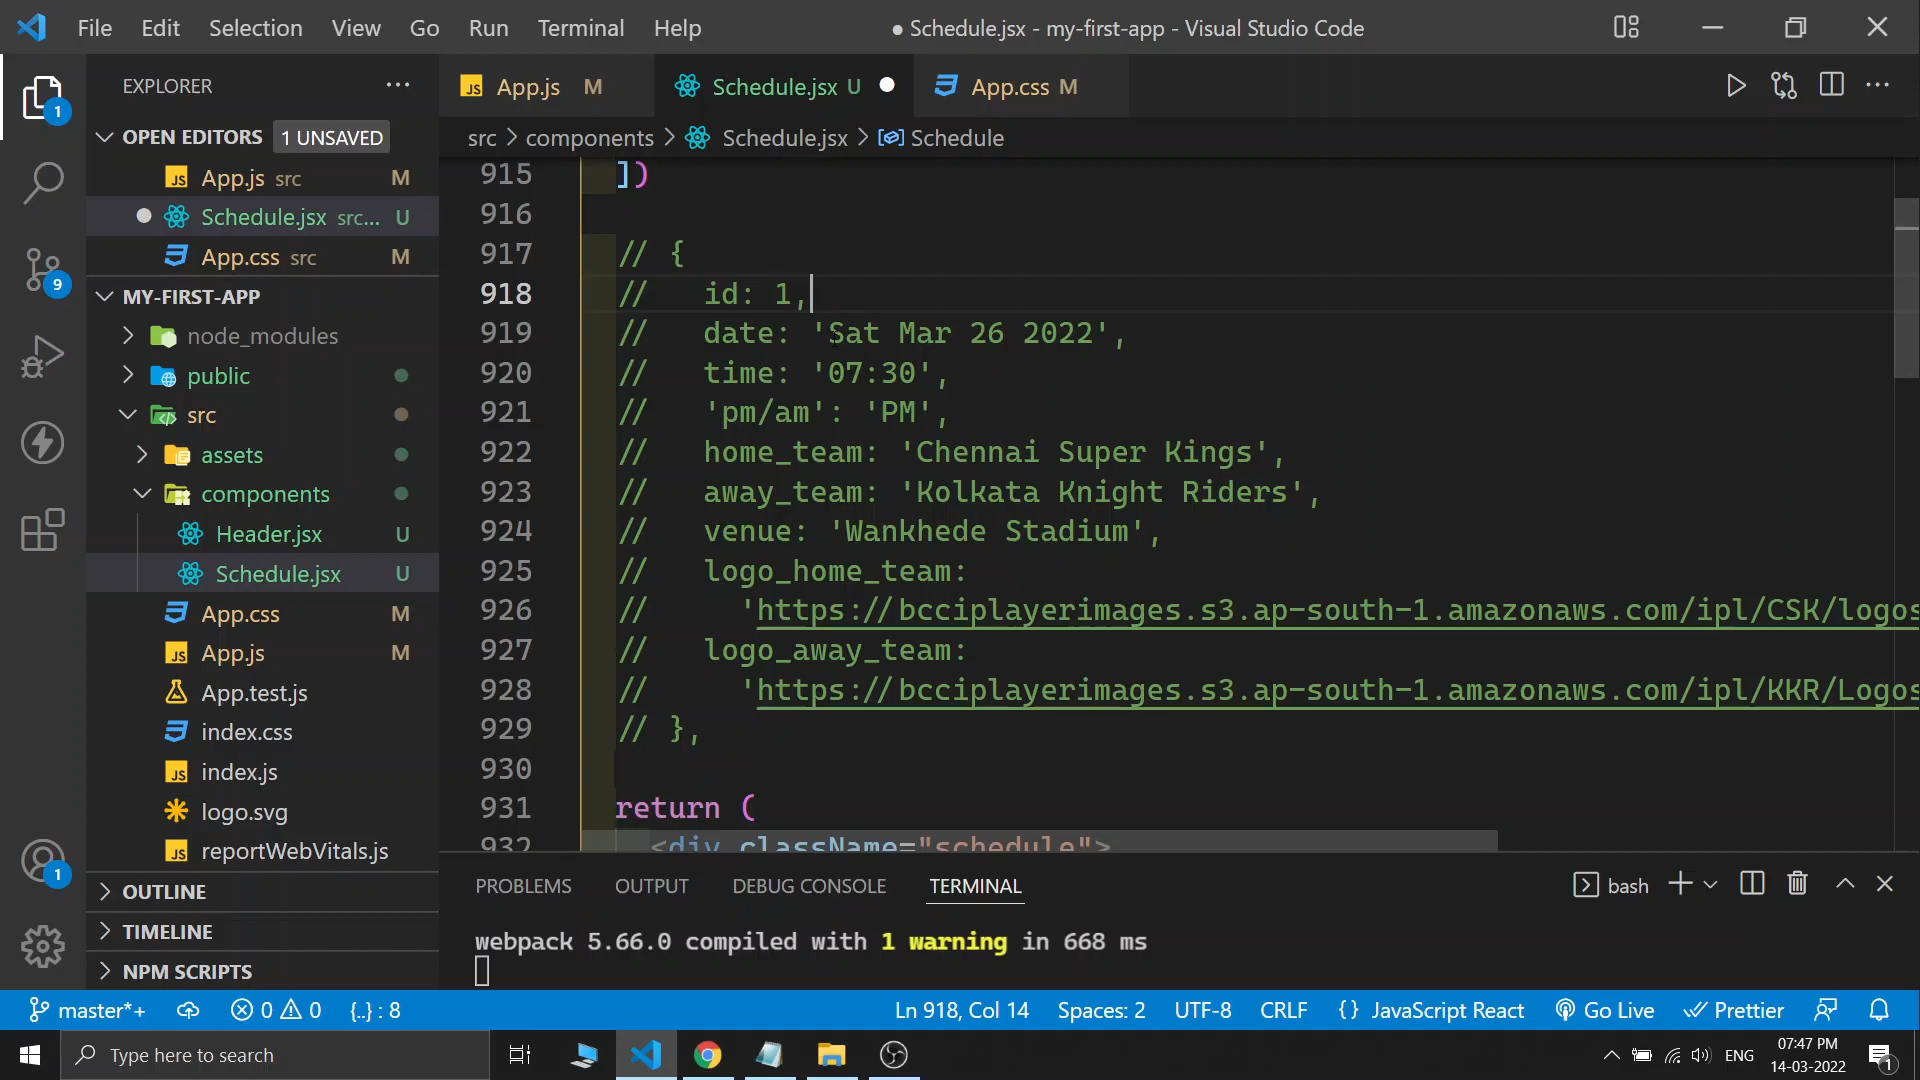 File Edit Selection View Go Run Terminal Help
● Schedule.jsx - my-first-app - Visual Studio Code
EXPLORER
OPEN EDITORS 1 UNSAVED
App.js src M
Schedule.jsx src... U
App.css src M
MY-FIRST-APP
node_modules
public
src
assets
components
Header.jsx U
Schedule.jsx U
App.css M
App.js M
App.test.js
index.css
index.js
logo.svg
reportWebVitals.js
OUTLINE
TIMELINE
NPM SCRIPTS
1
9
1
App.js M
Schedule.jsx U
App.css M
src > components > Schedule.jsx > Schedule
915 ])
916
917 // {
918 // id: 1,
919 // date: 'Sat Mar 26 2022',
920 // time: '07:30',
921 // 'pm/am': 'PM',
922 // home_team: 'Chennai Super Kings',
923 // away_team: 'Kolkata Knight Riders',
924 // venue: 'Wankhede Stadium',
925 // logo_home_team:
926 // 'https://bcciplayerimages.s3.ap-south-1.amazonaws.com/ipl/CSK/logos
927 // logo_away_team:
928 // 'https://bcciplayerimages.s3.ap-south-1.amazonaws.com/ipl/KKR/Logos
929 // },
930
931 return (
932 <div className="schedule">
PROBLEMS OUTPUT DEBUG CONSOLE TERMINAL
bash
webpack 5.66.0 compiled with 1 warning in 668 ms
master*+ 0 0 {..} : 8
Ln 918, Col 14 Spaces: 2 UTF-8 CRLF {} JavaScript React Go Live Prettier
Type here to search
ENG
07:47 PM
14-03-2022
1